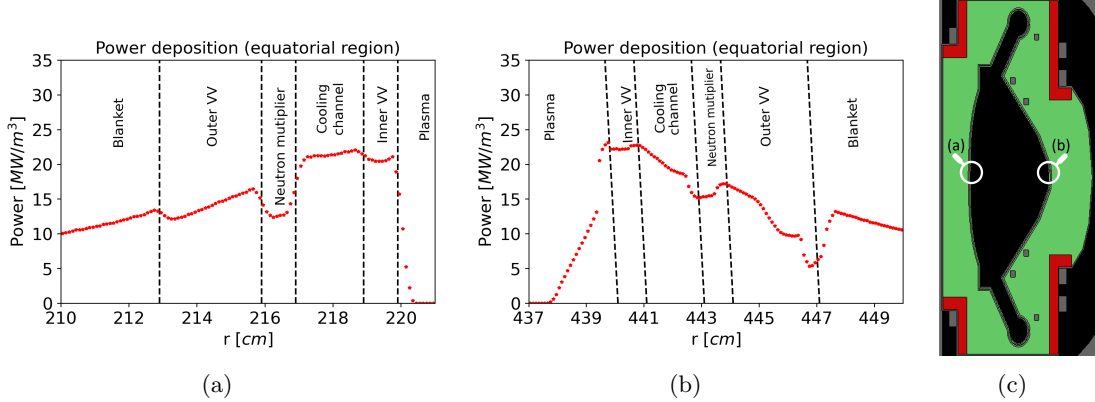 Power deposition (equatorial region)
Power [MW/m³]
35
30
25
20
15
10
5
0
Blanket
Outer VV
Neutron mutiplier
Cooling
channel
Inner VV
Plasma
210
212
214
216
218
220
r [cm]
(a)
Power deposition (equatorial region)
Power [MW/m³]
35
30
25
20
15
10
5
0
Plasma
Inner VV
Cooling
channel
Neutron mutiplier
Outer VV
Blanket
437
439
441
443
445
447
449
r [cm]
(b)
(a)
(b)
(c)